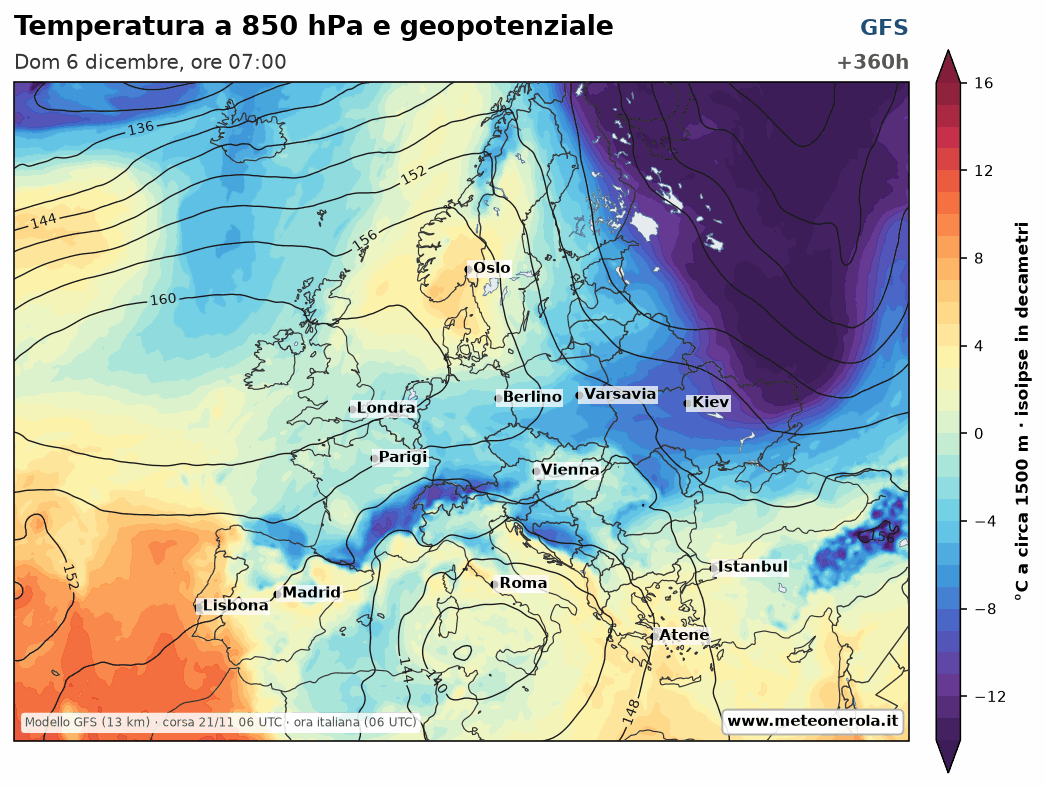 Temperatura a 850 hPa e geopotenziale
GFS
Dom 6 dicembre, ore 07:00
+360h
136
144
152
156
160
Oslo
Londra
Berlino
Varsavia
Kiev
Parigi
Vienna
156
152
Lisbona
Madrid
Roma
Istanbul
Atene
144
140
148
Modello GFS (13 km) · corsa 21/11 06 UTC · ora italiana (06 UTC)
www.meteonerola.it
16
12
8
4
0
−4
−8
−12
°C a circa 1500 m · isoipse in decametri